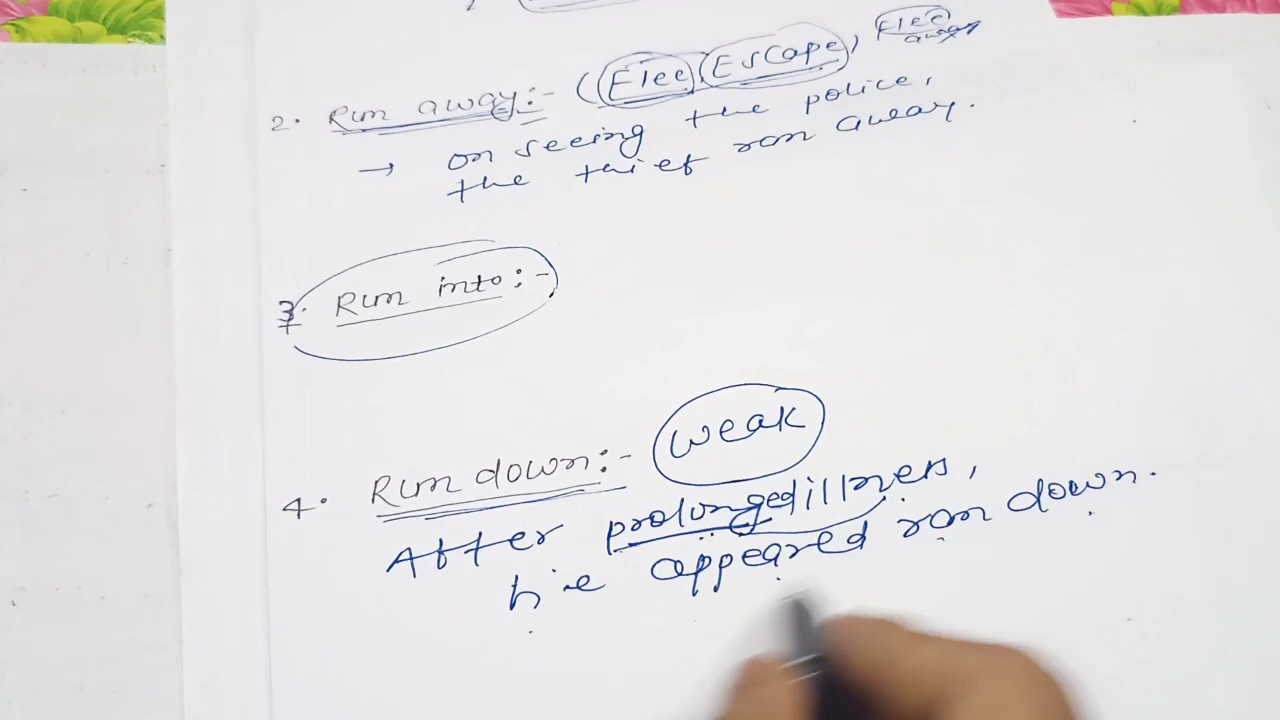 2. Run away:- (Flee, Escape, Flee away
→ on seeing the police,
the thief ran away.
3. Run into:-
4. Run down:- weak
After prolonged illness,
he appeared ran down.